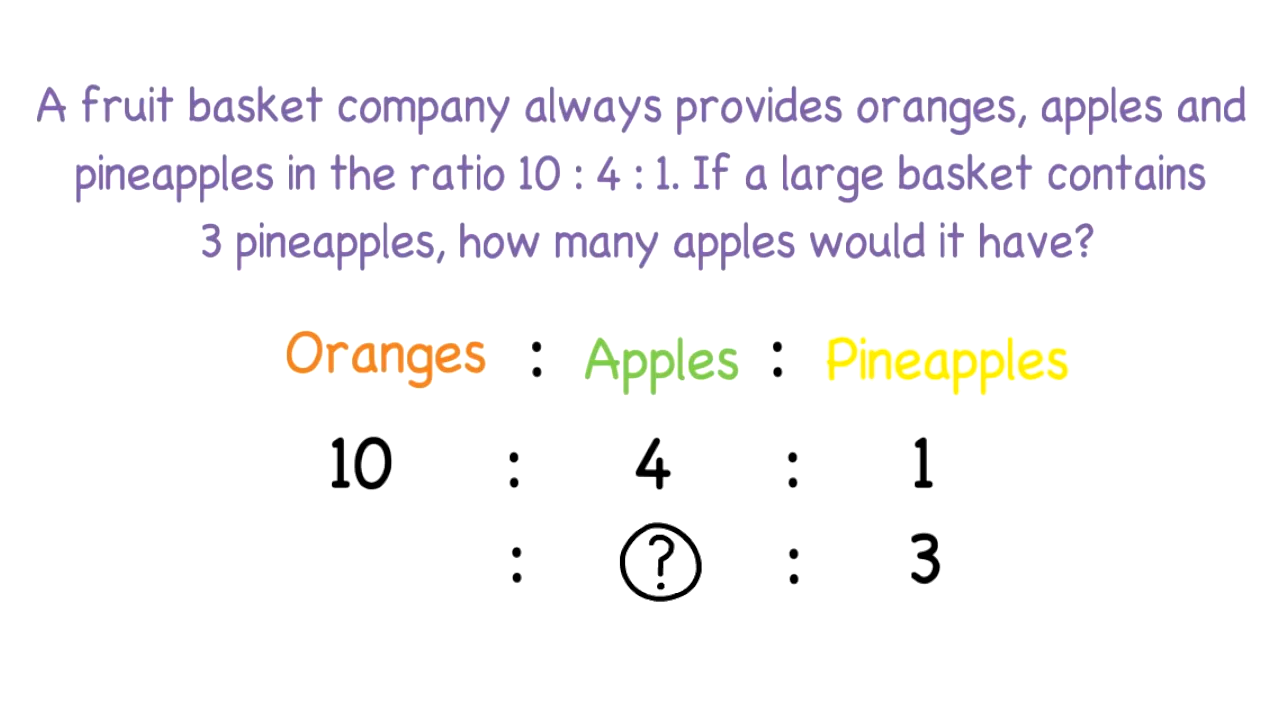 A fruit basket company always provides oranges, apples and
pineapples in the ratio 10 : 4 : 1. If a large basket contains
3 pineapples, how many apples would it have?
Oranges : Apples : Pineapples
10 : 4 : 1
: ? : 3